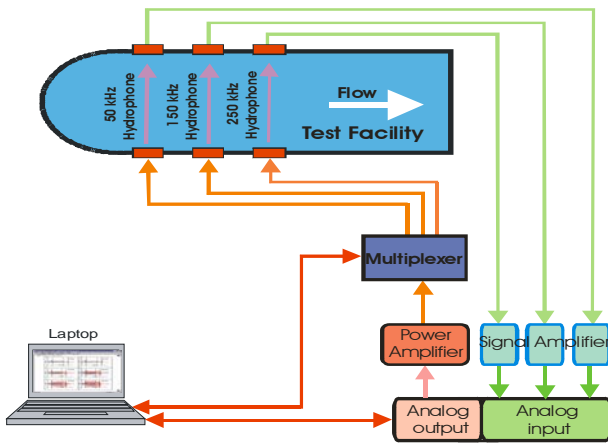 50 kHz
Hydrophone
150 kHz
Hydrophone
250 kHz
Hydrophone
Flow
Test Facility
Multiplexer
Laptop
Power
Amplifier
Signal Amplifier
Analog
output
Analog
input